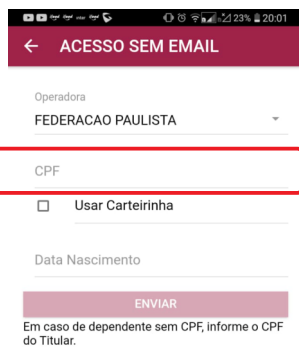 23% 20:01
ACESSO SEM EMAIL
Operadora
FEDERACAO PAULISTA
CPF
Usar Carteirinha
Data Nascimento
ENVIAR
Em caso de dependente sem CPF, informe o CPF
do Titular.